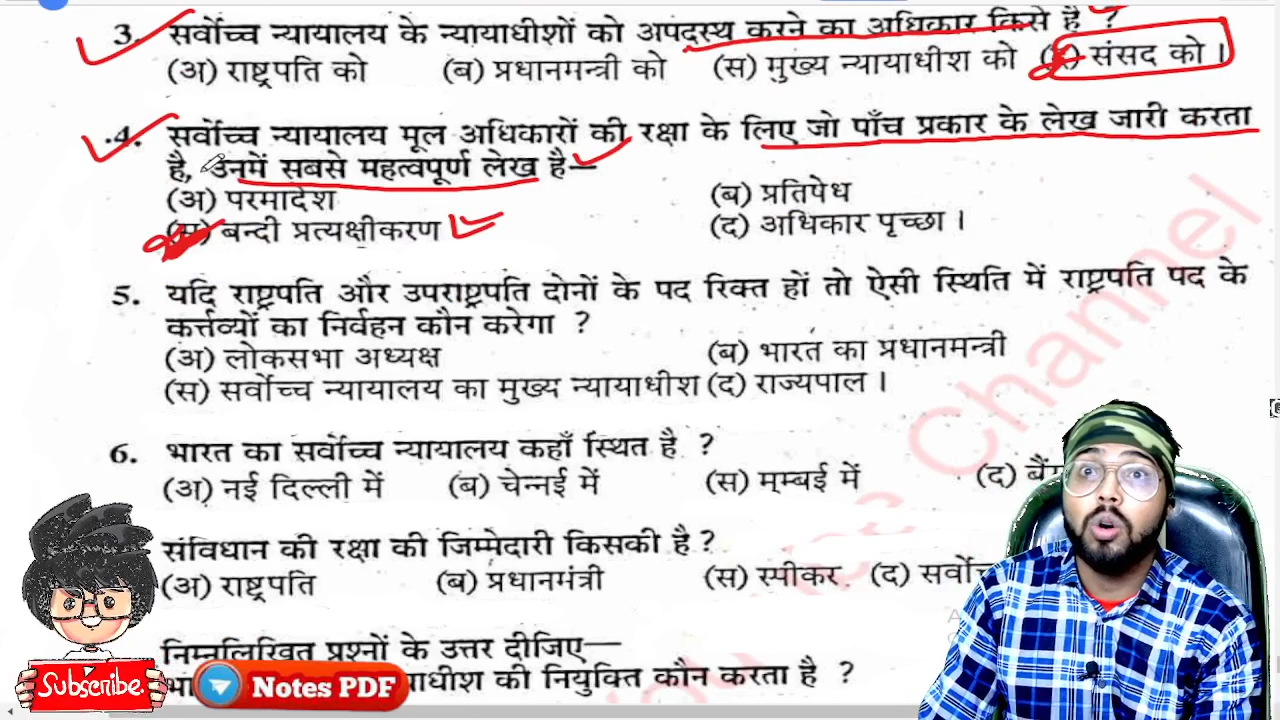 3. सर्वोच्च न्यायालय के न्यायाधीशों को अपदस्थ करने का अधिकार किसे है ?
(अ) राष्ट्रपति को (ब) प्रधानमन्त्री को (स) मुख्य न्यायाधीश को संसद को ।
.4. सर्वोच्च न्यायालय मूल अधिकारों की रक्षा के लिए जो पाँच प्रकार के लेख जारी करता
है, उनमें सबसे महत्वपूर्ण लेख है—
(अ) परमादेश (ब) प्रतिपेध
(स) बन्दी प्रत्यक्षीकरण (द) अधिकार पृच्छा ।
5. यदि राष्ट्रपति और उपराष्ट्रपति दोनों के पद रिक्त हों तो ऐसी स्थिति में राष्ट्रपति पद के
कर्त्तव्यों का निर्वहन कौन करेगा ?
(अ) लोकसभा अध्यक्ष (ब) भारत का प्रधानमन्त्री
(स) सर्वोच्च न्यायालय का मुख्य न्यायाधीश (द) राज्यपाल ।
6. भारत का सर्वोच्च न्यायालय कहाँ स्थित है ?
(अ) नई दिल्ली में (ब) चेन्नई में (स) मुम्बई में (द)
संविधान की रक्षा की जिम्मेदारी किसकी है ?
(अ) राष्ट्रपति (ब) प्रधानमंत्री (स) स्पीकर (द)
निम्नलिखित प्रश्नों के उत्तर दीजिए—
की नियुक्ति कौन करता है ?
Subscribe.
Notes PDF
Channel